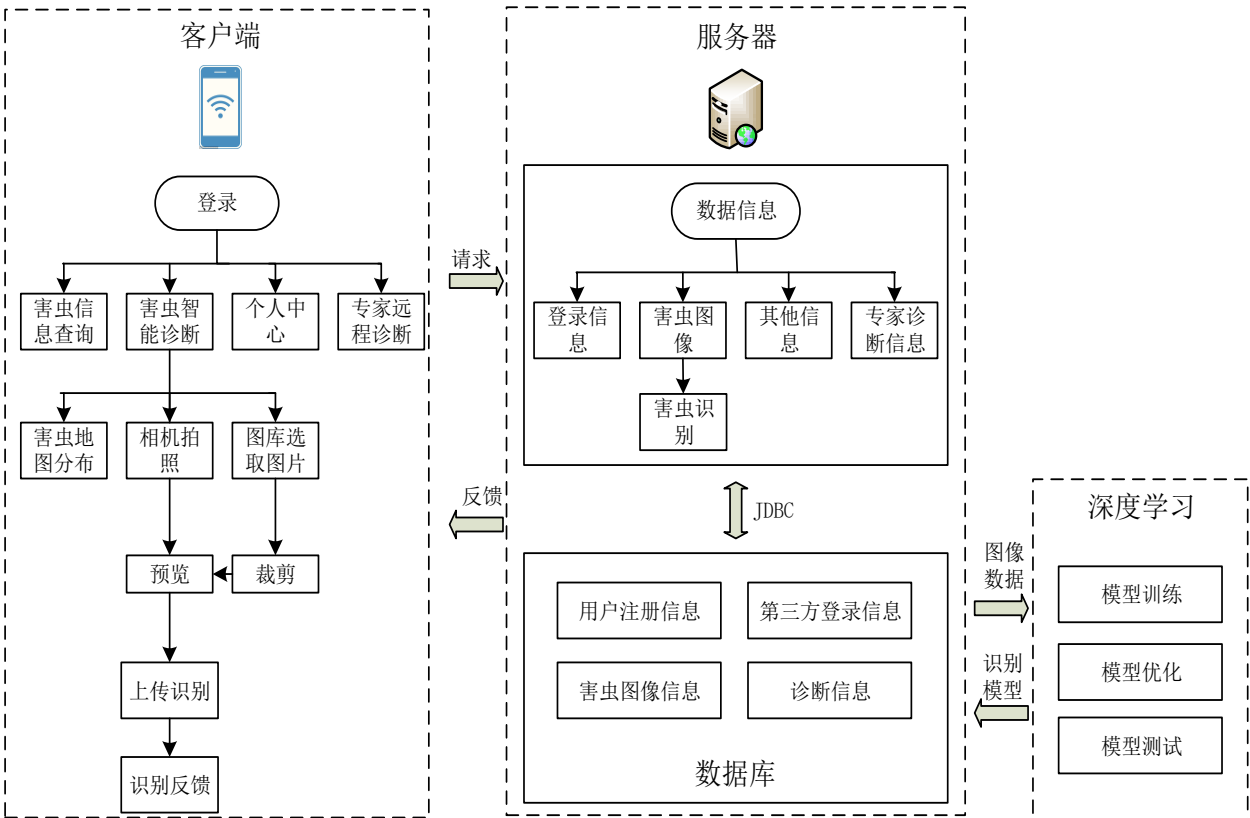 客户端
登录
害虫信
息查询
害虫智
能诊断
个人中
心
专家远
程诊断
害虫地
图分布
相机拍
照
图库选
取图片
预览
裁剪
上传识别
识别反馈
请求
反馈
服务器
数据信息
登录信
息
害虫图
像
其他信
息
专家诊
断信息
害虫识
别
JDBC
用户注册信息
第三方登录信息
害虫图像信息
诊断信息
数据库
图像
数据
识别
模型
深度学习
模型训练
模型优化
模型测试